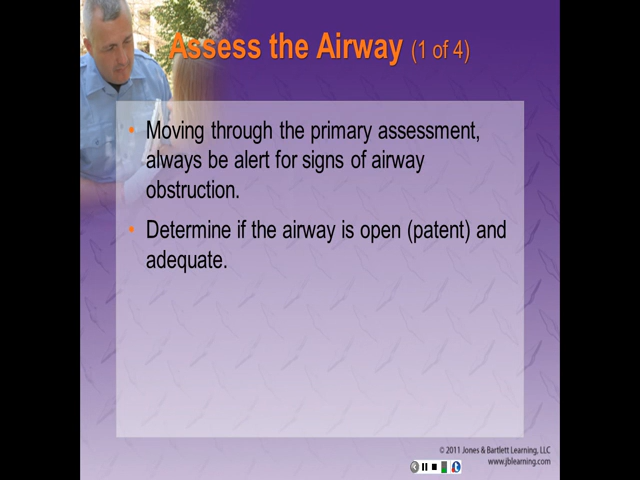 Assess the Airway (1 of 4)
• Moving through the primary assessment,
always be alert for signs of airway
obstruction.
• Determine if the airway is open (patent) and
adequate.
© 2011 Jones & Bartlett Learning, LLC
www.jblearning.com